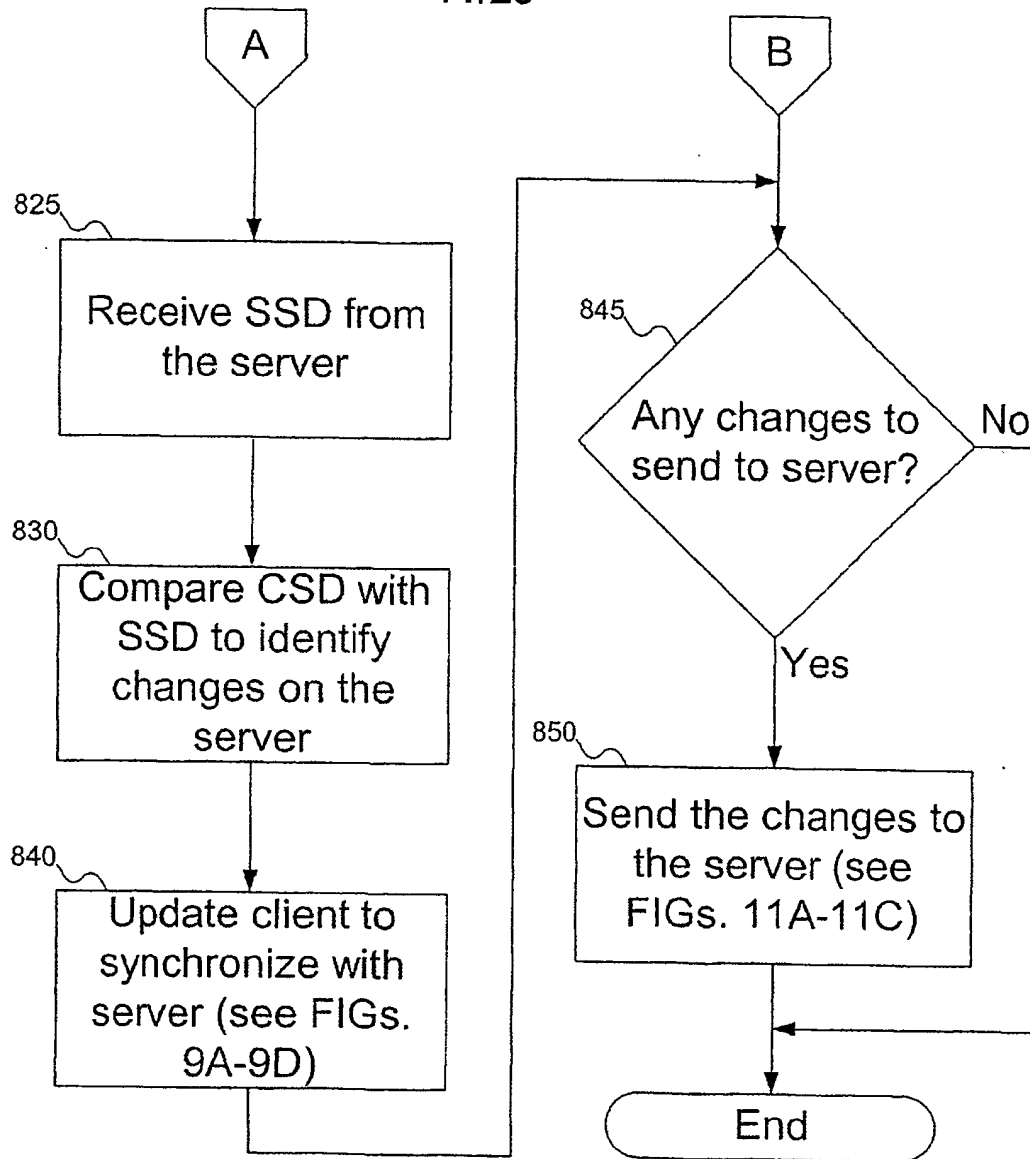 A
825
Receive SSD from
the server
830
Compare CSD with
SSD to identify
changes on the
server
840
Update client to
synchronize with
server (see FIGs.
9A-9D)
B
845
Any changes to
send to server?
No
Yes
850
Send the changes to
the server (see
FIGs. 11A-11C)
End